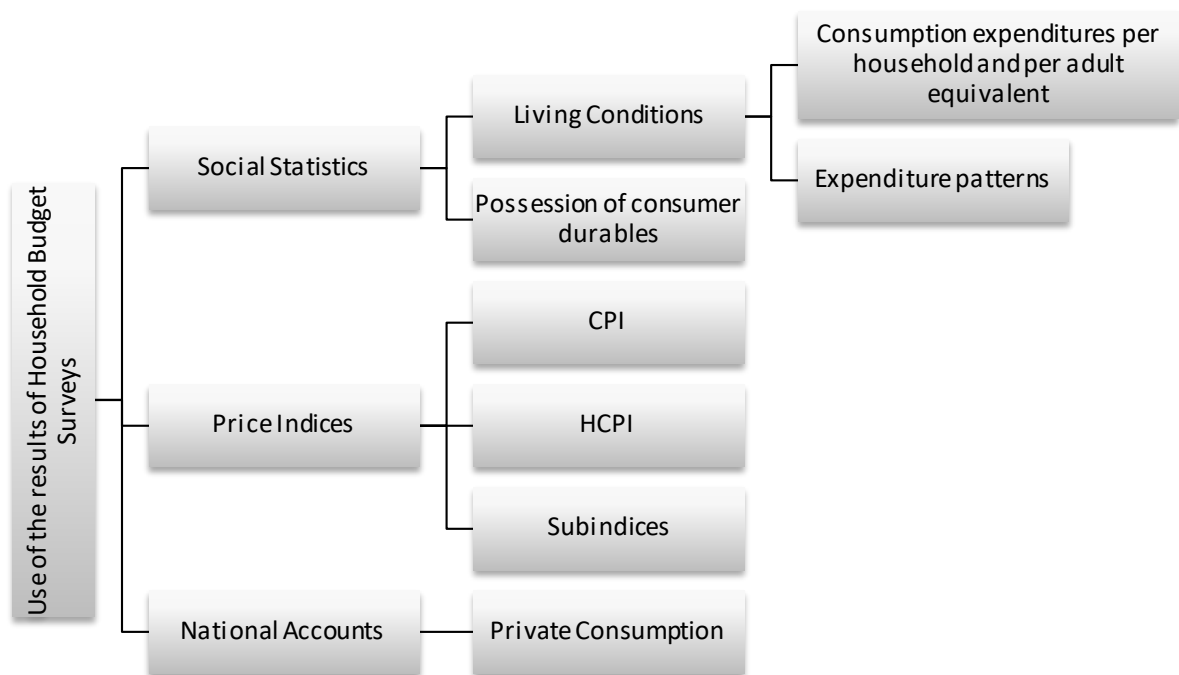 Use of the results of Household Budget
Surveys
Social Statistics
Living Conditions
Consumption expenditures per
household and per adult
equivalent
Expenditure patterns
Possession of consumer
durables
Price Indices
CPI
HCPI
Subindices
National Accounts
Private Consumption